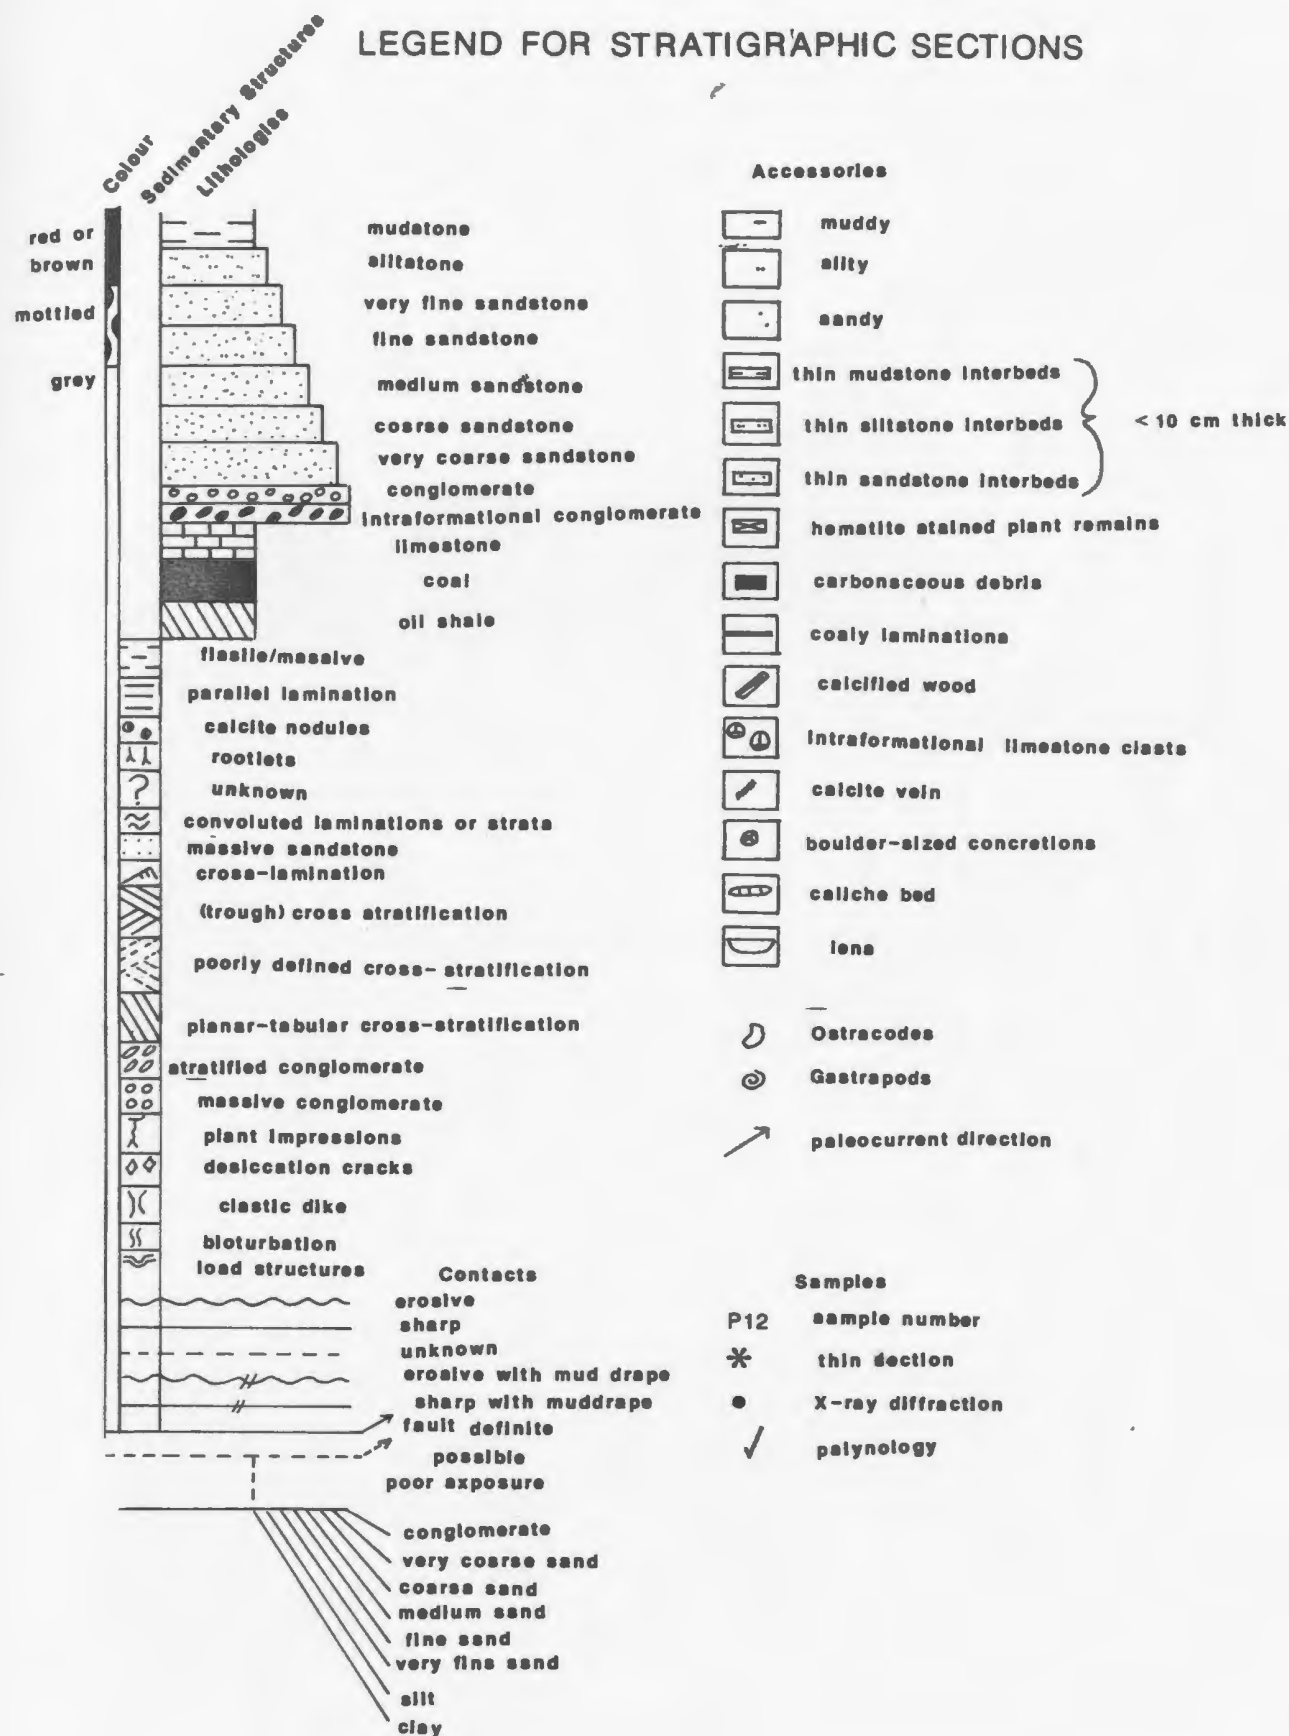 LEGEND FOR STRATIGRAPHIC SECTIONS
Colour
Sedimentary Structures
Lithologies
red or
brown
mottled
grey
mudstone
siltstone
very fine sandstone
fine sandstone
medium sandstone
coarse sandstone
very coarse sandstone
conglomerate
intraformational conglomerate
limestone
coal
oil shale
fissile/massive
parallel lamination
calcite nodules
rootlets
?
unknown
convoluted laminations or strata
massive sandstone
cross-lamination
(trough) cross stratification
poorly defined cross-stratification
planar-tabular cross-stratification
stratified conglomerate
massive conglomerate
plant impressions
desiccation cracks
clastic dike
bioturbation
load structures
Contacts
erosive
sharp
unknown
erosive with mud drape
sharp with muddrape
fault definite
possible
poor exposure
conglomerate
very coarse sand
coarse sand
medium sand
fine sand
very fine sand
silt
clay
Accessories
muddy
silty
sandy
thin mudstone interbeds
thin siltstone interbeds
thin sandstone interbeds
< 10 cm thick
hematite stained plant remains
carbonaceous debris
coaly laminations
calcified wood
intraformational limestone clasts
calcite vein
boulder-sized concretions
caliche bed
lens
Ostracodes
Gastrapods
paleocurrent direction
Samples
P12 sample number
thin section
X-ray diffraction
palynology